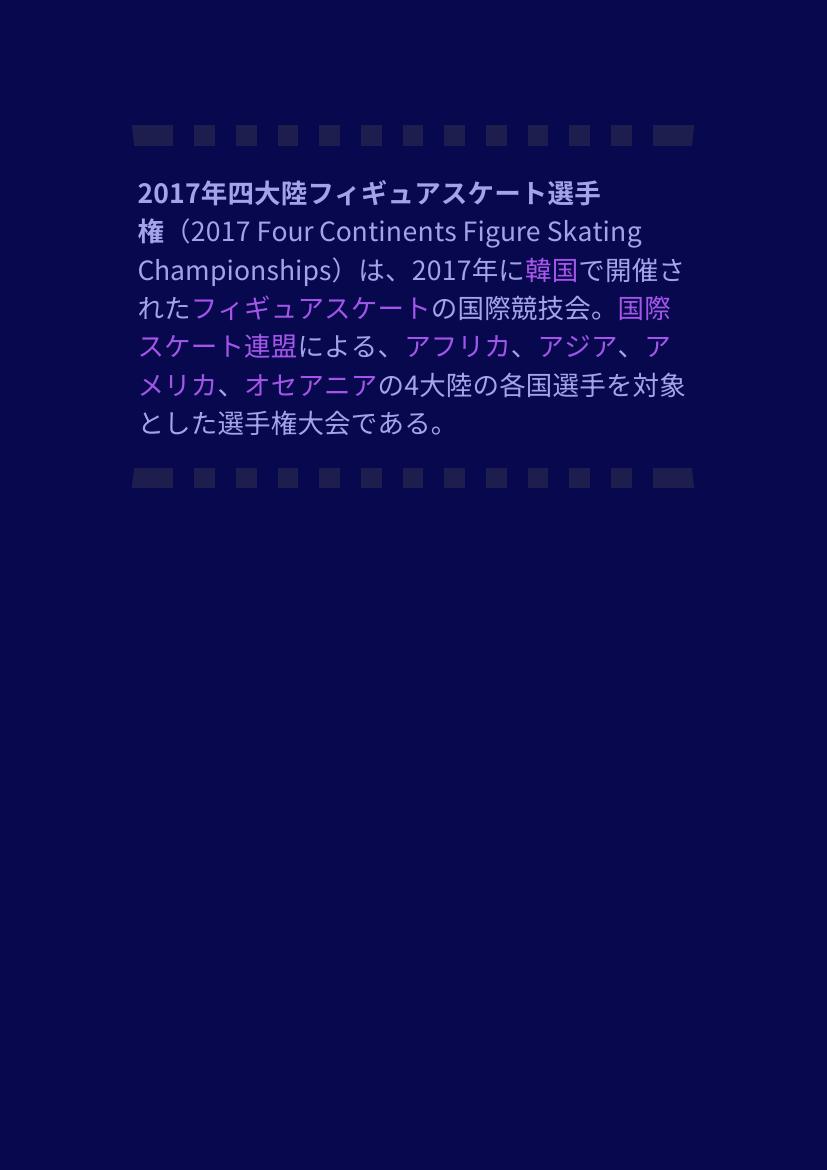 2017年四大陸フィギュアスケート選手
権（2017 Four Continents Figure Skating
Championships）は、2017年に韓国で開催さ
れたフィギュアスケートの国際競技会。国際
スケート連盟による、アフリカ、アジア、ア
メリカ、オセアニアの4大陸の各国選手を対象
とした選手権大会である。